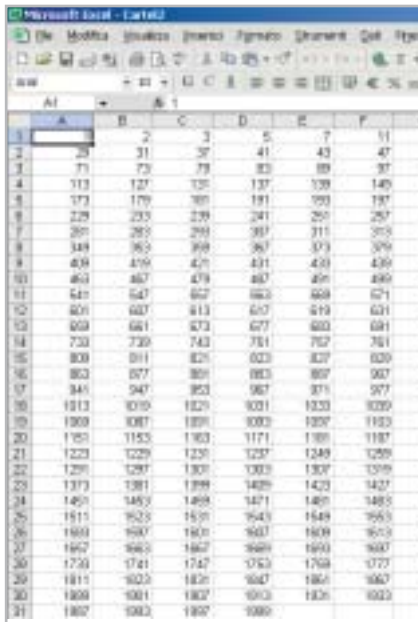 Microsoft Excel - Cartel2
File Modifica Visualizza Inserisci Formato Strumenti Dati
10 G C S
A1 1
A B C D E F
1 1 2 3 5 7 11
2 29 31 37 41 43 47
3 71 73 79 83 89 97
4 113 127 131 137 139 149
5 173 179 181 191 193 197
6 229 233 239 241 251 257
7 281 283 293 307 311 313
8 349 353 359 367 373 379
9 409 419 421 431 433 439
10 463 467 479 487 491 499
11 541 547 557 563 569 571
12 601 607 613 617 619 631
13 659 661 673 677 683 691
14 733 739 743 751 757 761
15 809 811 821 823 827 829
16 863 877 881 883 887 907
17 941 947 953 967 971 977
18 1013 1019 1021 1031 1033 1039
19 1069 1087 1091 1093 1097 1103
20 1151 1153 1163 1171 1181 1187
21 1223 1229 1231 1237 1249 1259
22 1291 1297 1301 1303 1307 1319
23 1373 1381 1399 1409 1423 1427
24 1451 1453 1459 1471 1481 1483
25 1511 1523 1531 1543 1549 1553
26 1583 1597 1601 1607 1609 1613
27 1657 1663 1667 1669 1693 1697
28 1733 1741 1747 1753 1759 1777
29 1811 1823 1831 1847 1861 1867
30 1889 1901 1907 1913 1931 1933
31 1987 1993 1997 1999